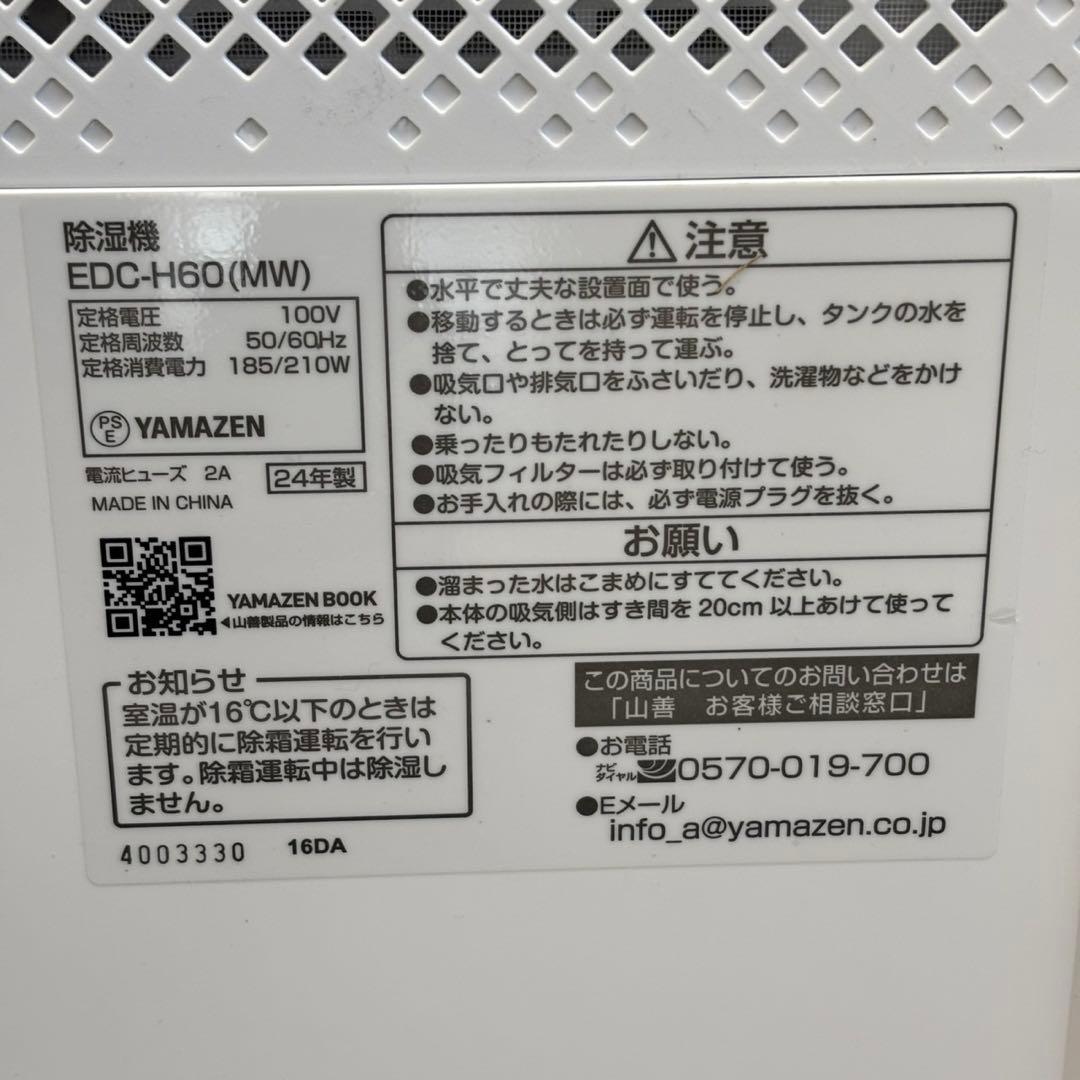 除湿機
EDC-H60(MW)
定格電圧 100V
定格周波数 50/60Hz
定格消費電力 185/210W
PS
E
YAMAZEN
電流ヒューズ 2A
24年製
MADE IN CHINA
YAMAZEN BOOK
◀山善製品の情報はこちら
お知らせ
室温が16℃以下のときは
定期的に除霜運転を行い
ます。除霜運転中は除湿し
ません。
4003330 16DA
注意
●水平で丈夫な設置面で使う。
●移動するときは必ず運転を停止し、タンクの水を
捨て、とってを持って運ぶ。
●吸気口や排気口をふさいだり、洗濯物などをかけ
ない。
●乗ったりもたれたりしない。
●吸気フィルターは必ず取り付けて使う。
●お手入れの際には、必ず電源プラグを抜く。
お願い
●溜まった水はこまめにすててください。
●本体の吸気側はすき間を20cm以上あけて使って
ください。
この商品についてのお問い合わせは
「山善 お客様ご相談窓口」
●お電話
ナビ
ダイヤル
0570-019-700
●Eメール
info_a@yamazen.co.jp